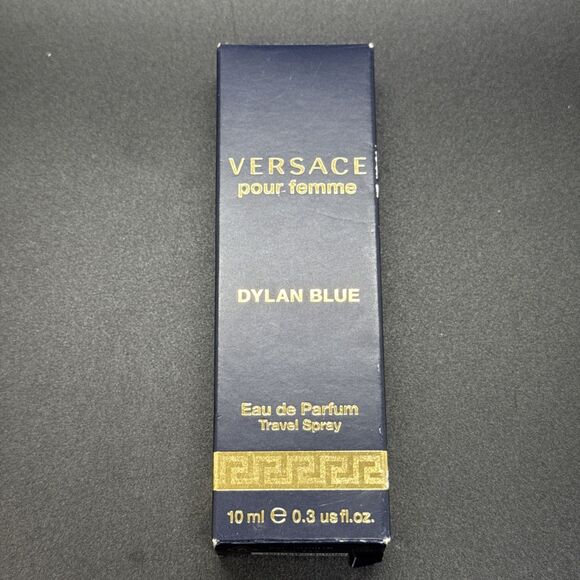 VERSACE
pour femme
DYLAN BLUE
Eau de Parfum
Travel Spray
10 ml ℮ 0.3 us fl.oz.